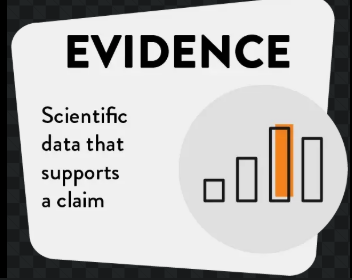 EVIDENCE
Scientific
data that
supports
a claim